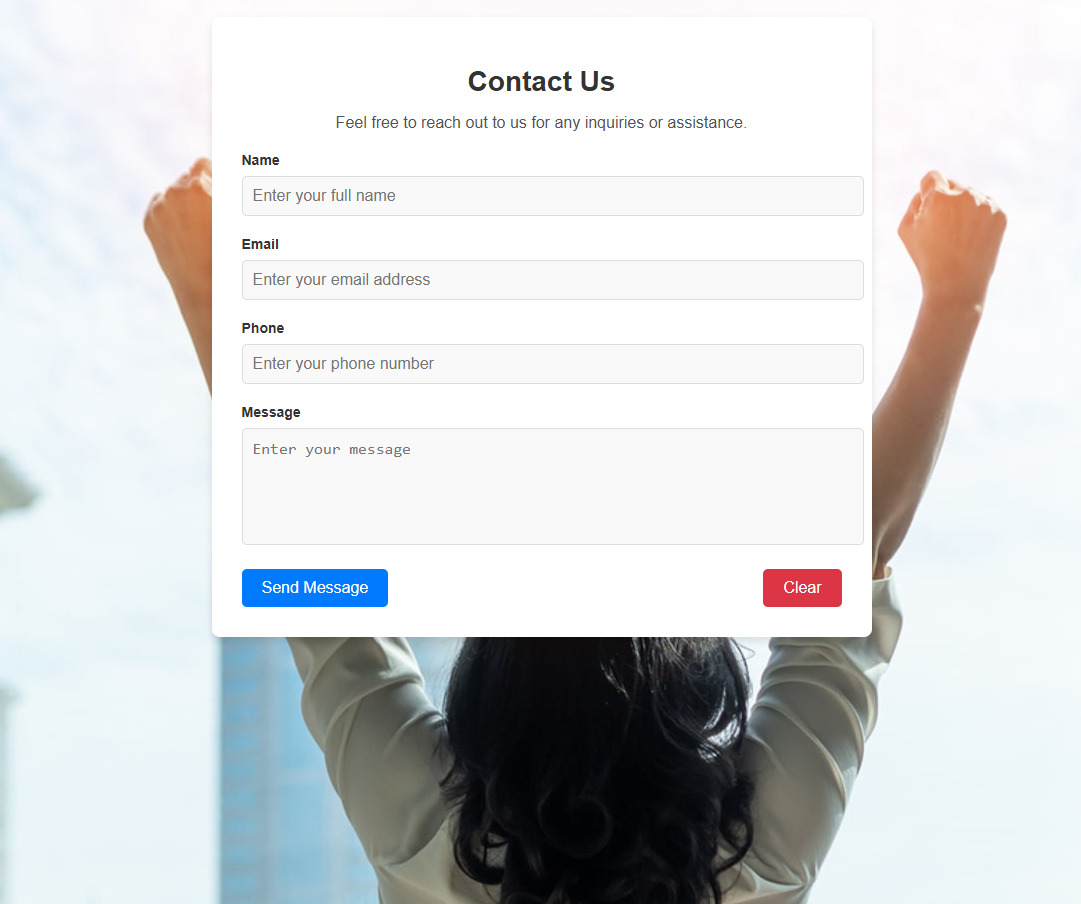 Contact Us
Feel free to reach out to us for any inquiries or assistance.
Name
Enter your full name
Email
Enter your email address
Phone
Enter your phone number
Message
Enter your message
Send Message Clear